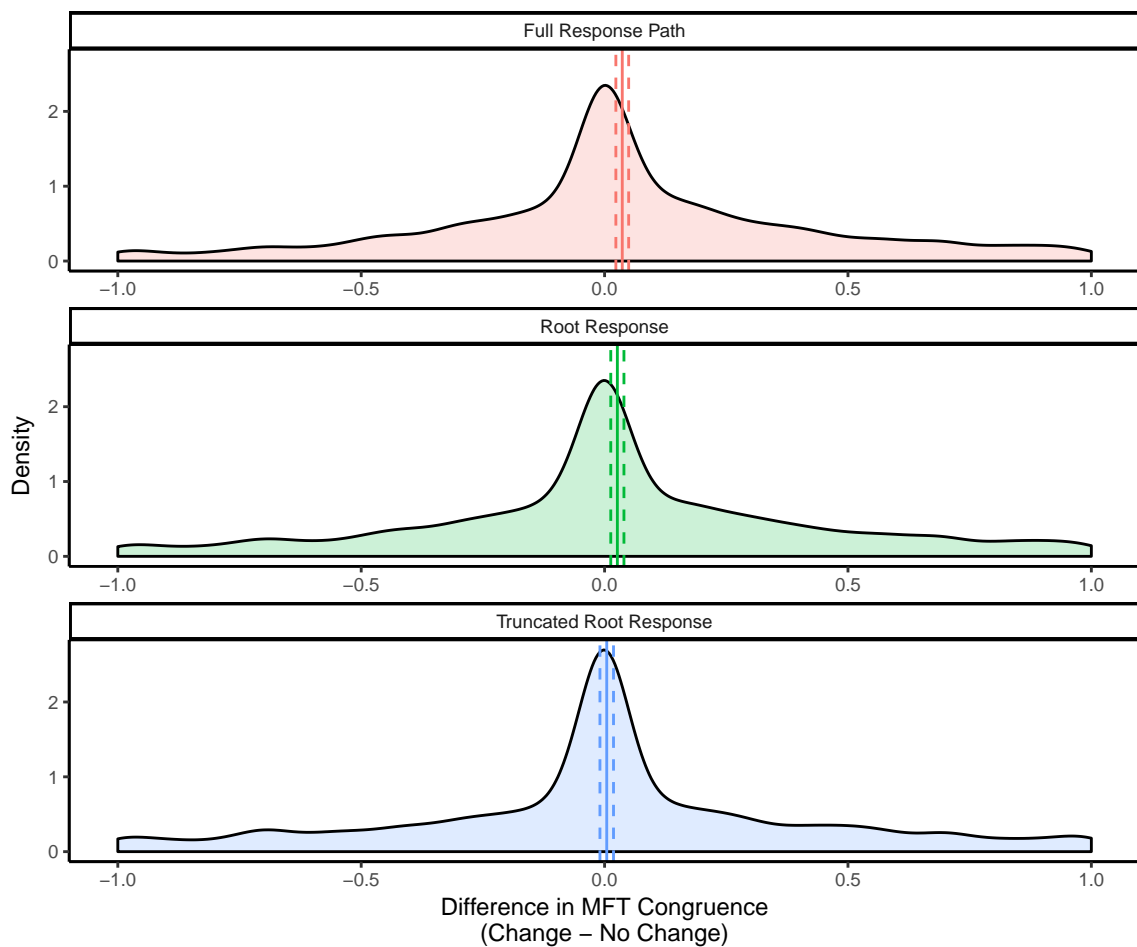 Full Response Path
2
1
0
−1.0 −0.5 0.0 0.5 1.0
Root Response
2
1
0
−1.0 −0.5 0.0 0.5 1.0
Truncated Root Response
2
1
0
−1.0 −0.5 0.0 0.5 1.0
Density
Difference in MFT Congruence
(Change − No Change)